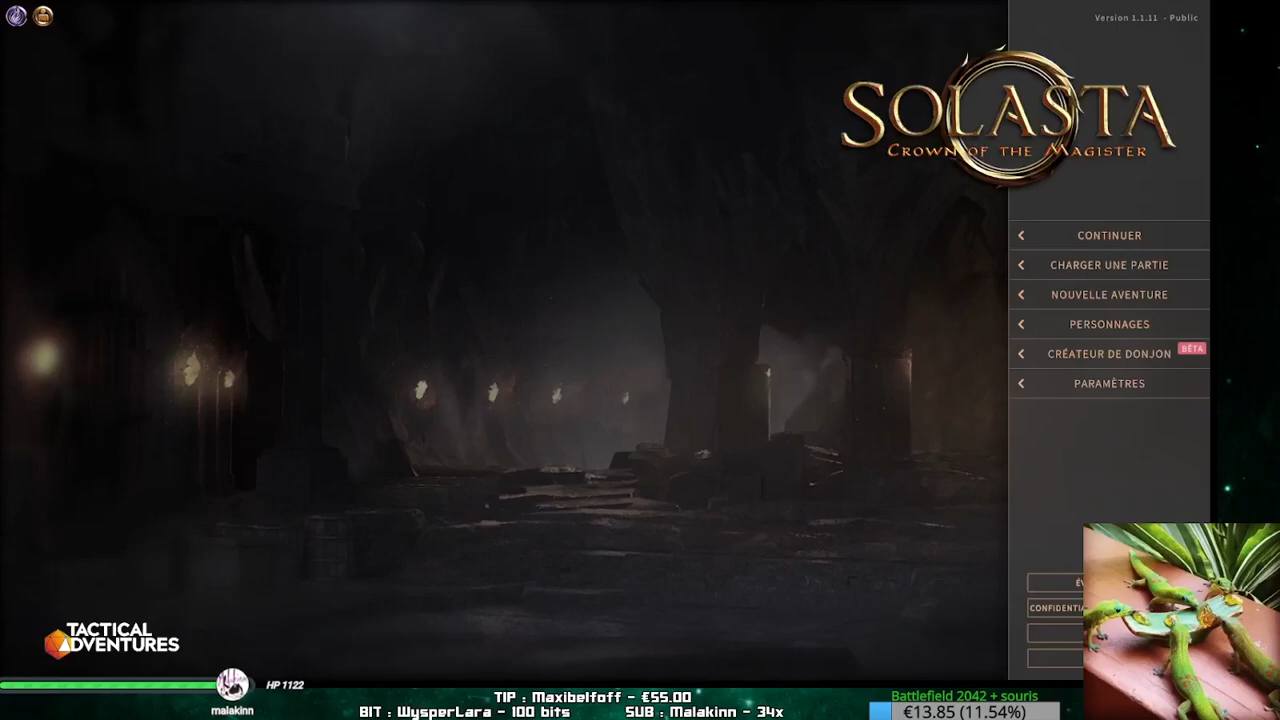 Version 1.1.11 - Public
SOLASTA
CROWN OF THE MAGISTER
CONTINUER
CHARGER UNE PARTIE
NOUVELLE AVENTURE
PERSONNAGES
CRÉATEUR DE DONJON
BÊTA
PARAMÈTRES
TACTICAL
ADVENTURES
HP 1122
malakinn
TIP : Maxibelfoff - €55.00
BIT : WysperLara - 100 bits
SUB : Malakinn - 34x
Battlefield 2042 + souris
€13.85 (11.54%)